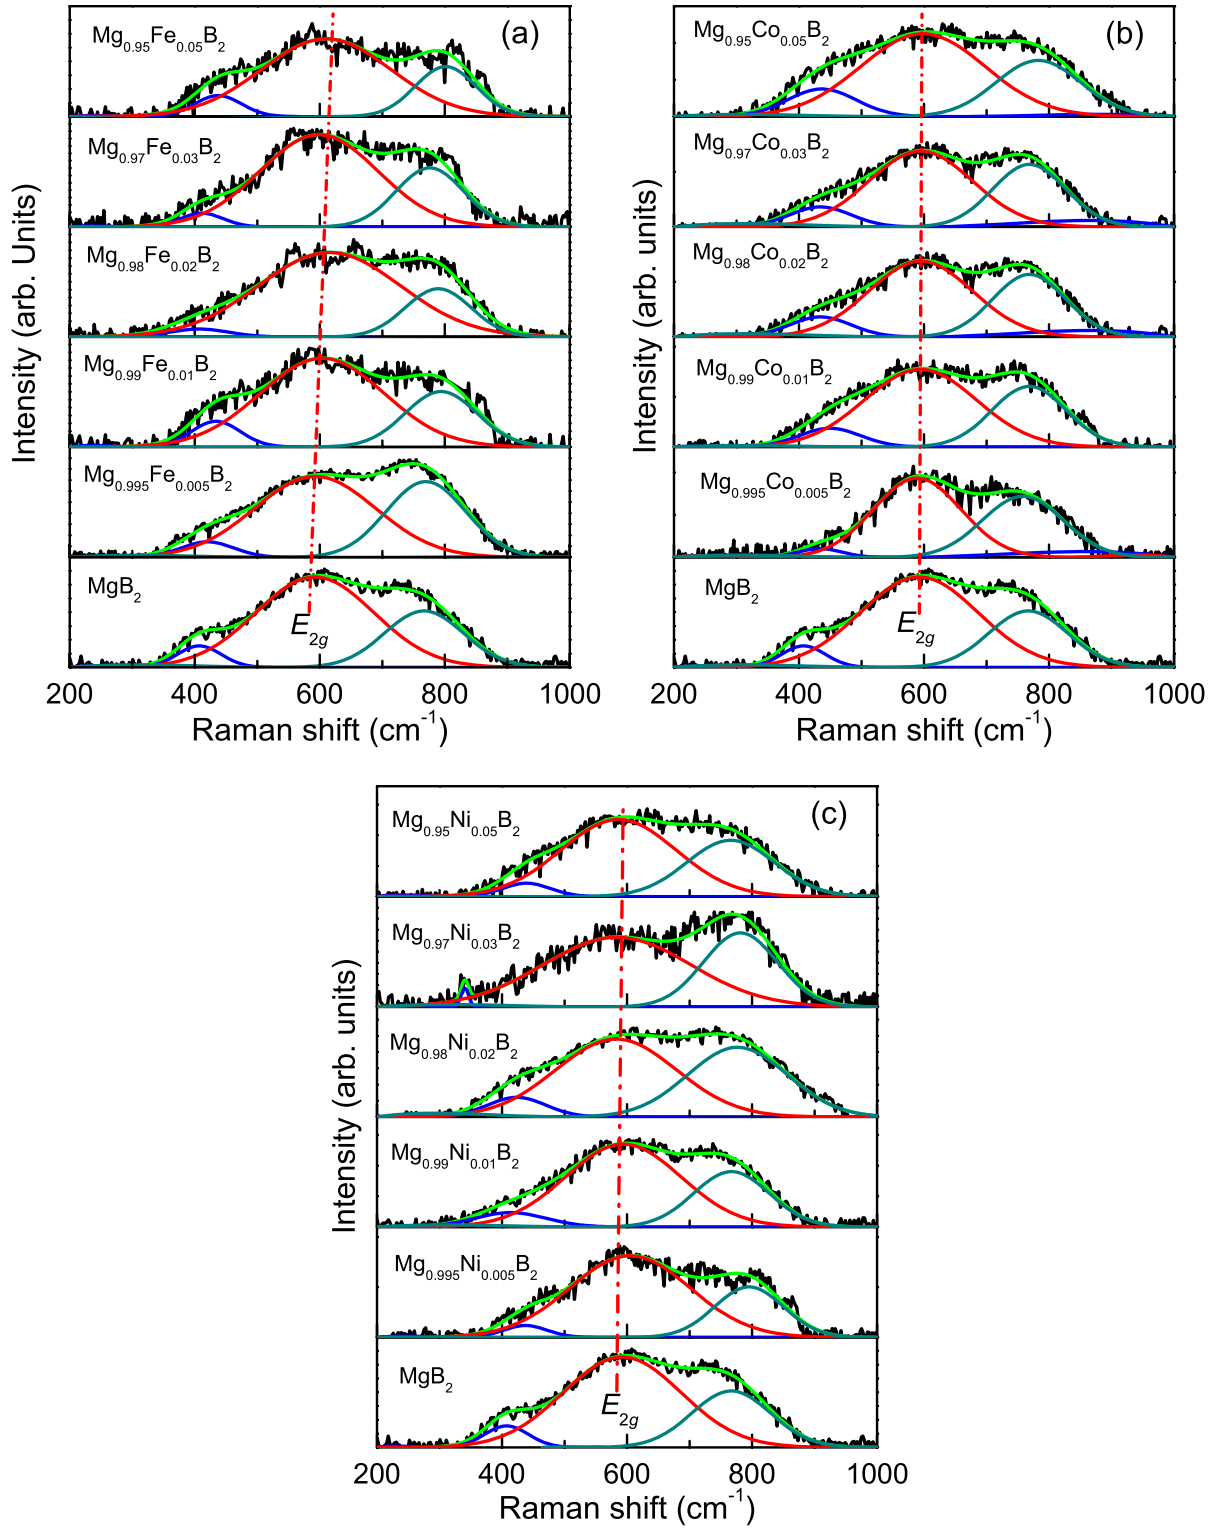 (a)
Mg0.95Fe0.05B2
Mg0.97Fe0.03B2
Mg0.98Fe0.02B2
Mg0.99Fe0.01B2
Mg0.995Fe0.005B2
MgB2
E2g
Intensity (arb. Units)
200 400 600 800 1000
Raman shift (cm-1)
(b)
Mg0.95Co0.05B2
Mg0.97Co0.03B2
Mg0.98Co0.02B2
Mg0.99Co0.01B2
Mg0.995Co0.005B2
MgB2
E2g
Intensity (arb. units)
200 400 600 800 1000
Raman shift (cm-1)
(c)
Mg0.95Ni0.05B2
Mg0.97Ni0.03B2
Mg0.98Ni0.02B2
Mg0.99Ni0.01B2
Mg0.995Ni0.005B2
MgB2
E2g
Intensity (arb. units)
200 400 600 800 1000
Raman shift (cm-1)